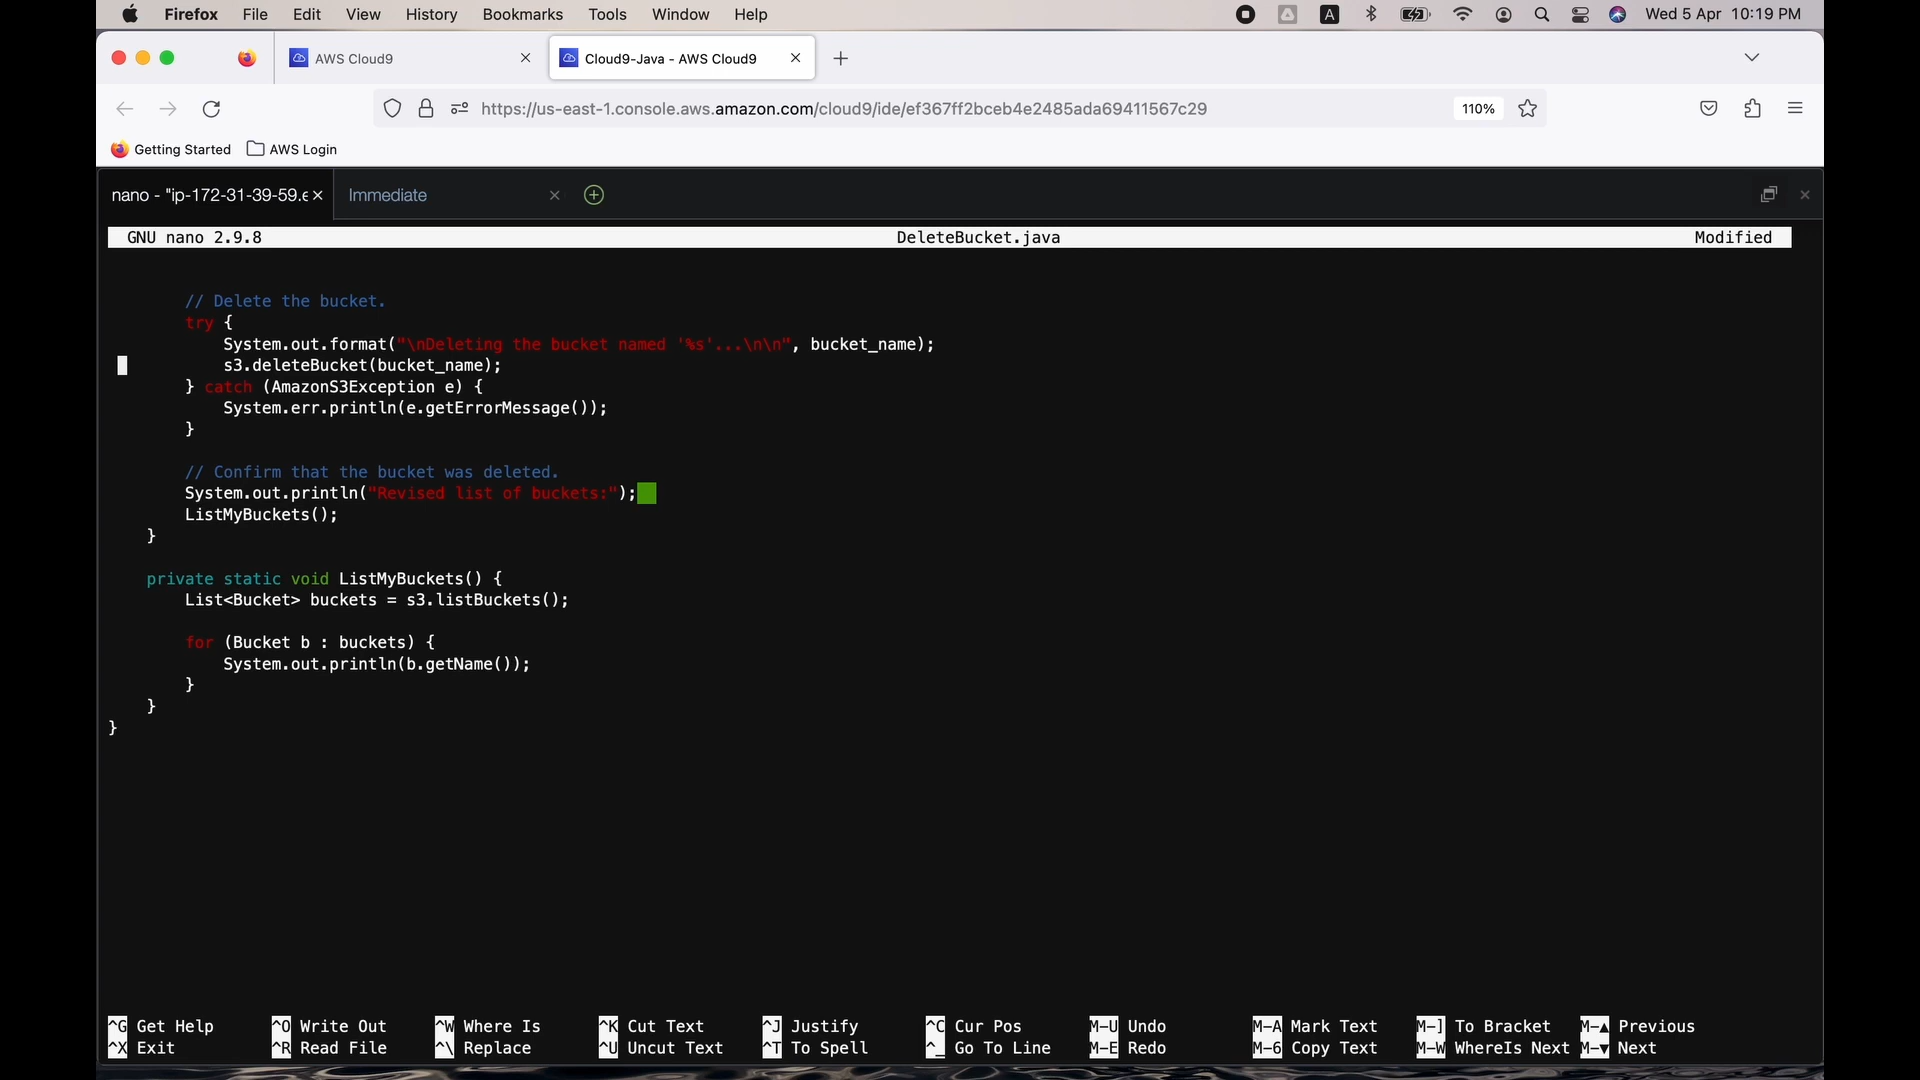 Firefox File Edit View History Bookmarks Tools Window Help A Wed 5 Apr 10:19 PM
AWS Cloud9 Cloud9-Java - AWS Cloud9
https://us-east-1.console.aws.amazon.com/cloud9/ide/ef367ff2bceb4e2485ada69411567c29 110%
Getting Started AWS Login
nano - "ip-172-31-39-59.e Immediate
GNU nano 2.9.8 DeleteBucket.java Modified
// Delete the bucket.
try {
System.out.format("\nDeleting the bucket named '%s'...\n\n", bucket_name);
s3.deleteBucket(bucket_name);
} catch (AmazonS3Exception e) {
System.err.println(e.getErrorMessage());
}
// Confirm that the bucket was deleted.
System.out.println("Revised list of buckets:");
ListMyBuckets();
}
private static void ListMyBuckets() {
List<Bucket> buckets = s3.listBuckets();
for (Bucket b : buckets) {
System.out.println(b.getName());
}
}
}
^G Get Help ^O Write Out ^W Where Is ^K Cut Text ^J Justify ^C Cur Pos M-U Undo M-A Mark Text M-] To Bracket M-▲ Previous
^X Exit ^R Read File ^\ Replace ^U Uncut Text ^T To Spell ^_ Go To Line M-E Redo M-6 Copy Text M-W WhereIs Next M-▼ Next